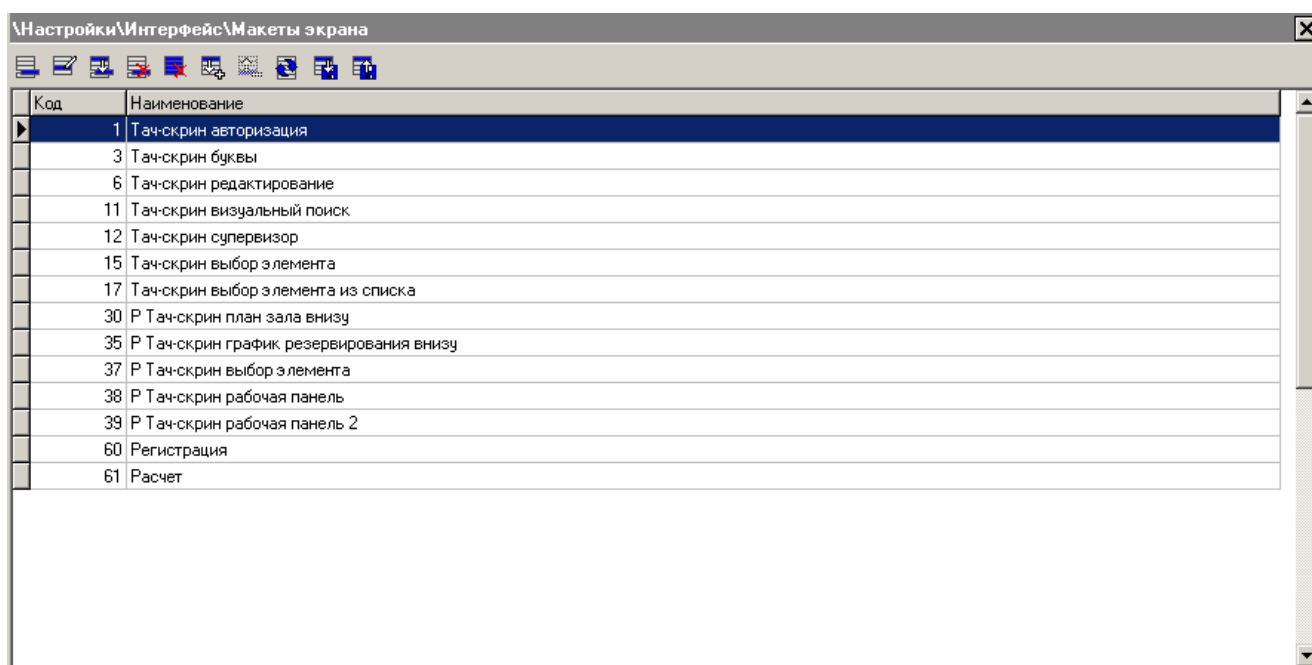 \Настройки\Интерфейс\Макеты экрана
Код Наименование
1 Тач-скрин авторизация
3 Тач-скрин буквы
6 Тач-скрин редактирование
11 Тач-скрин визуальный поиск
12 Тач-скрин супервизор
15 Тач-скрин выбор элемента
17 Тач-скрин выбор элемента из списка
30 Р Тач-скрин план зала внизу
35 Р Тач-скрин график резервирования внизу
37 Р Тач-скрин выбор элемента
38 Р Тач-скрин рабочая панель
39 Р Тач-скрин рабочая панель 2
60 Регистрация
61 Расчет